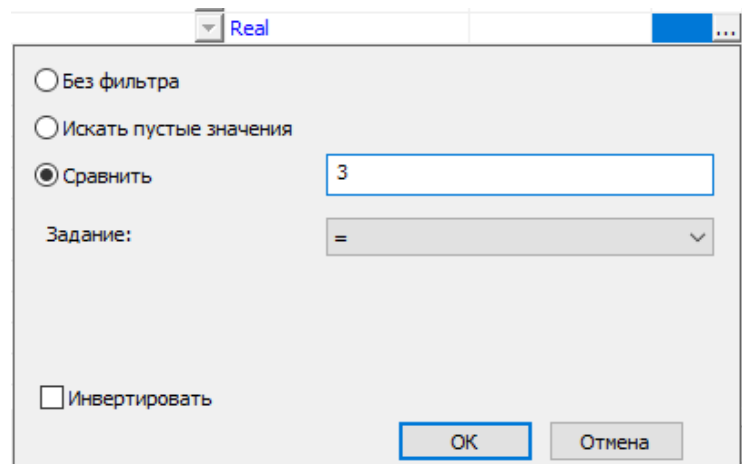 Real ...
Без фильтра
Искать пустые значения
Сравнить 3
Задание: =
Инвертировать
OK Отмена